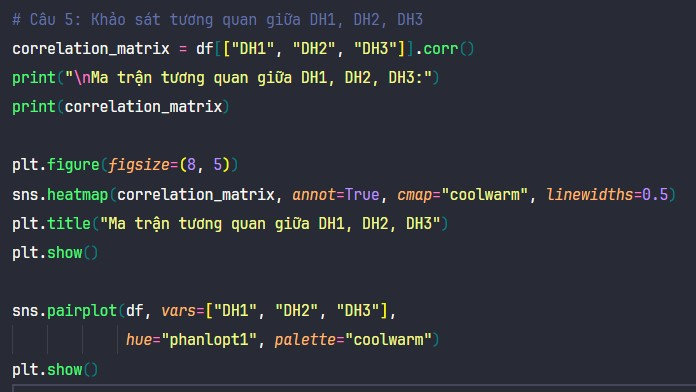 # Câu 5: Khảo sát tương quan giữa DH1, DH2, DH3
correlation_matrix = df[["DH1", "DH2", "DH3"]].corr()
print("\nMa trận tương quan giữa DH1, DH2, DH3:")
print(correlation_matrix)
plt.figure(figsize=(8, 5))
sns.heatmap(correlation_matrix, annot=True, cmap="coolwarm", linewidths=0.5)
plt.title("Ma trận tương quan giữa DH1, DH2, DH3")
plt.show()
sns.pairplot(df, vars=["DH1", "DH2", "DH3"],
hue="phanlopt1", palette="coolwarm")
plt.show()